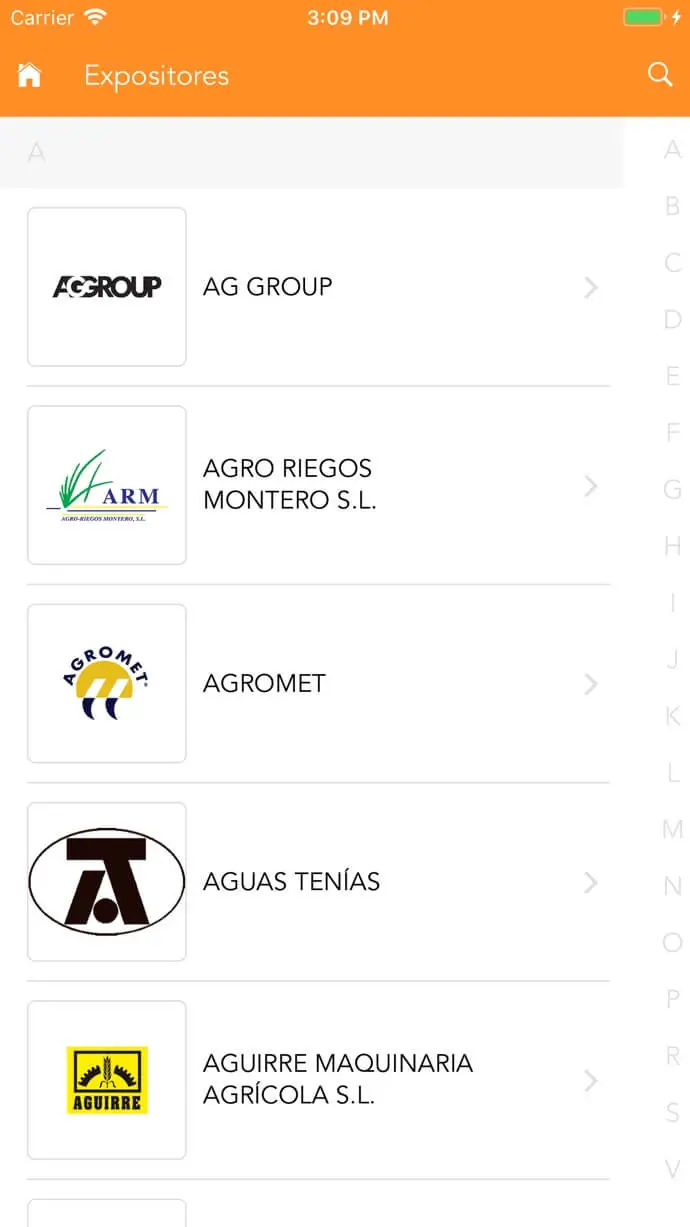 Carrier 3:09 PM
Expositores
A
AGGROUP
AG GROUP
ARM
AGRO-RIEGOS MONTERO, S.L.
AGRO RIEGOS
MONTERO S.L.
AGROMET
AGROMET
AGUAS TENÍAS
AGUIRRE
AGUIRRE MAQUINARIA
AGRÍCOLA S.L.
A
B
C
D
E
F
G
H
I
J
K
L
M
N
O
P
R
S
V